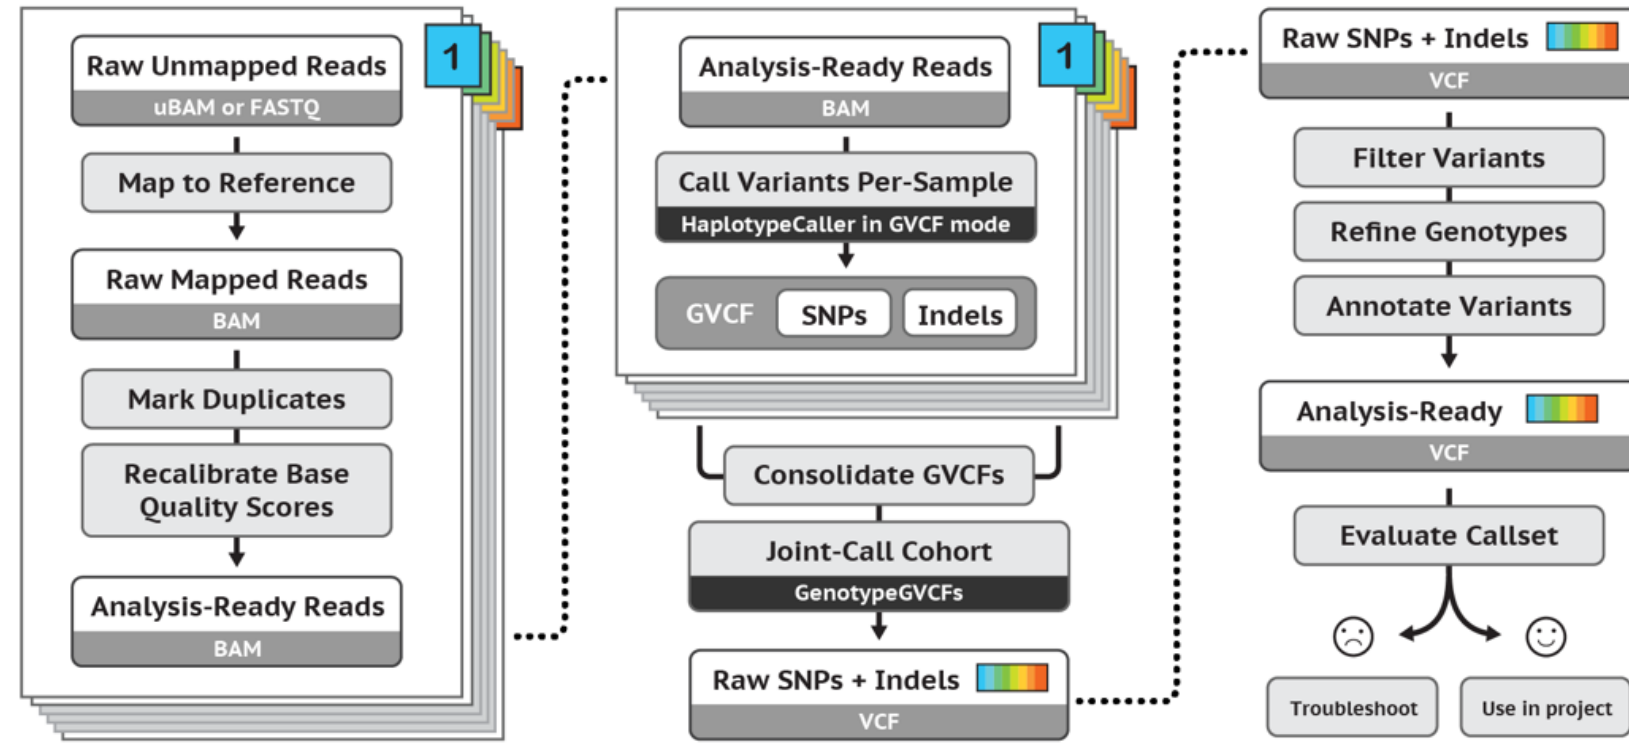 1
Raw Unmapped Reads
uBAM or FASTQ
Map to Reference
Raw Mapped Reads
BAM
Mark Duplicates
Recalibrate Base
Quality Scores
Analysis-Ready Reads
BAM
1
Analysis-Ready Reads
BAM
Call Variants Per-Sample
HaplotypeCaller in GVCF mode
GVCF SNPs Indels
Consolidate GVCFs
Joint-Call Cohort
GenotypeGVCFs
Raw SNPs + Indels
VCF
Raw SNPs + Indels
VCF
Filter Variants
Refine Genotypes
Annotate Variants
Analysis-Ready
VCF
Evaluate Callset
Troubleshoot
Use in project